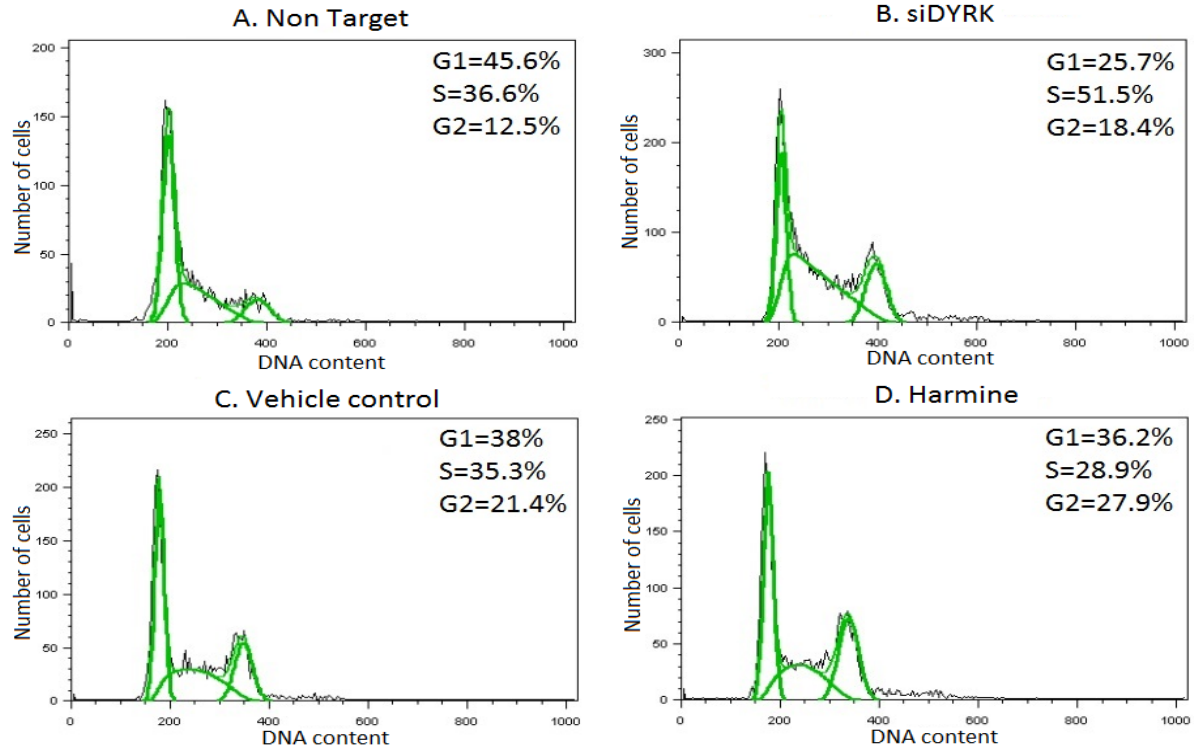 A. Non Target
G1=45.6%
S=36.6%
G2=12.5%
Number of cells
200
150
100
50
0
0 200 400 600 800 1000
DNA content
B. siDYRK
G1=25.7%
S=51.5%
G2=18.4%
Number of cells
300
200
100
0
0 200 400 600 800 1000
DNA content
C. Vehicle control
G1=38%
S=35.3%
G2=21.4%
Number of cells
250
200
150
100
50
0
0 200 400 600 800 1000
DNA content
D. Harmine
G1=36.2%
S=28.9%
G2=27.9%
Number of cells
250
200
150
100
50
0
0 200 400 600 800 1000
DNA content